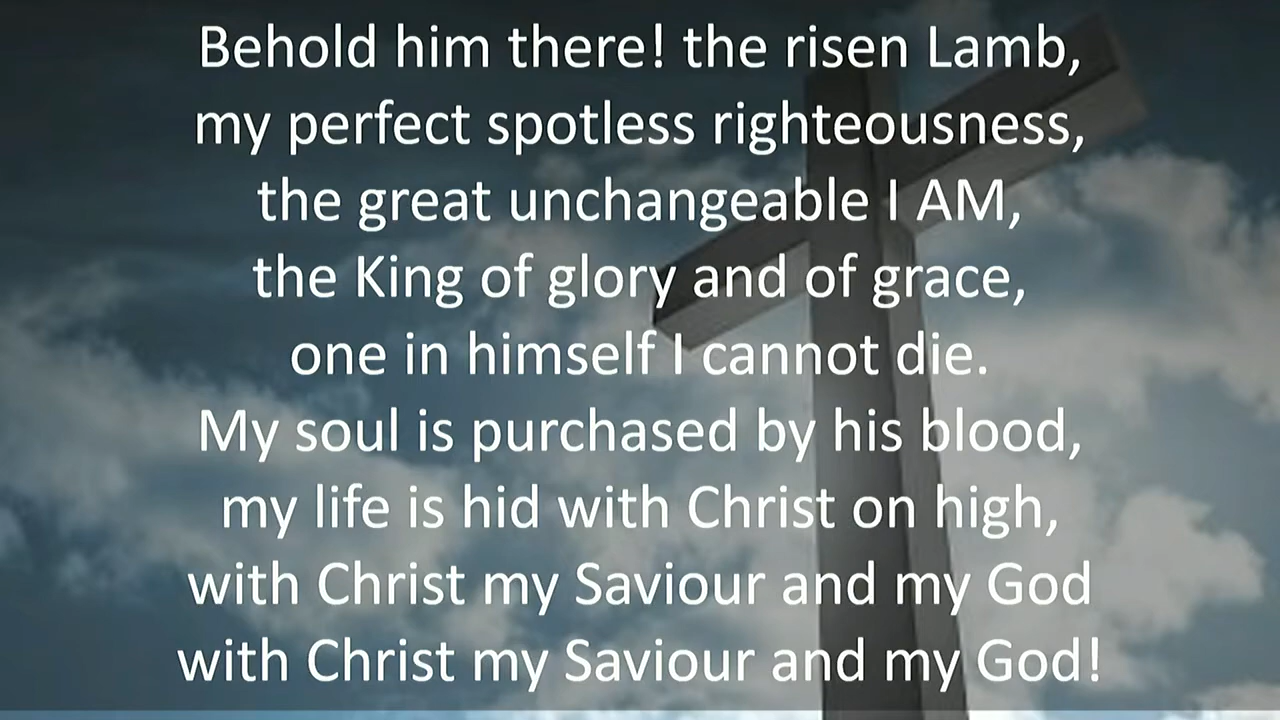 Behold him there! the risen Lamb,
my perfect spotless righteousness,
the great unchangeable I AM,
the King of glory and of grace,
one in himself I cannot die.
My soul is purchased by his blood,
my life is hid with Christ on high,
with Christ my Saviour and my God
with Christ my Saviour and my God!